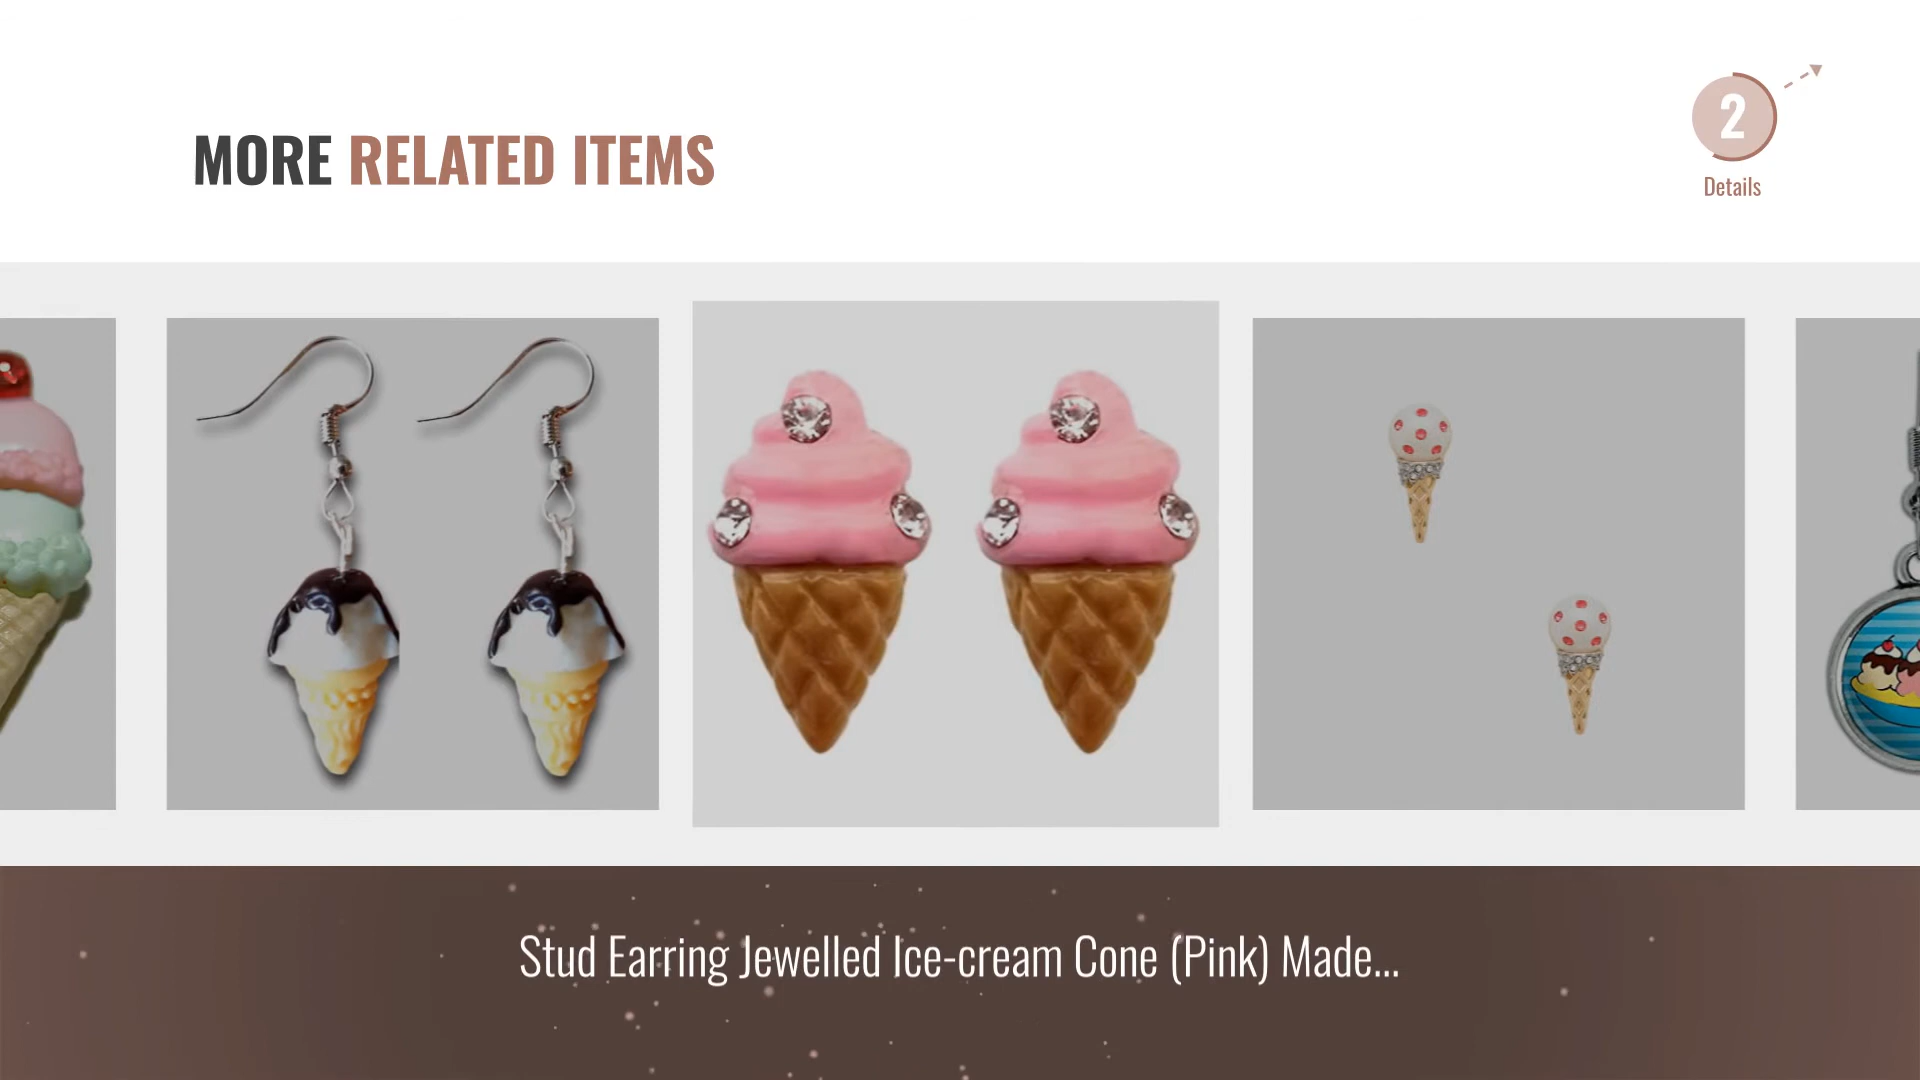 MORE RELATED ITEMS
2
Details
Stud Earring Jewelled Ice-cream Cone (Pink) Made...